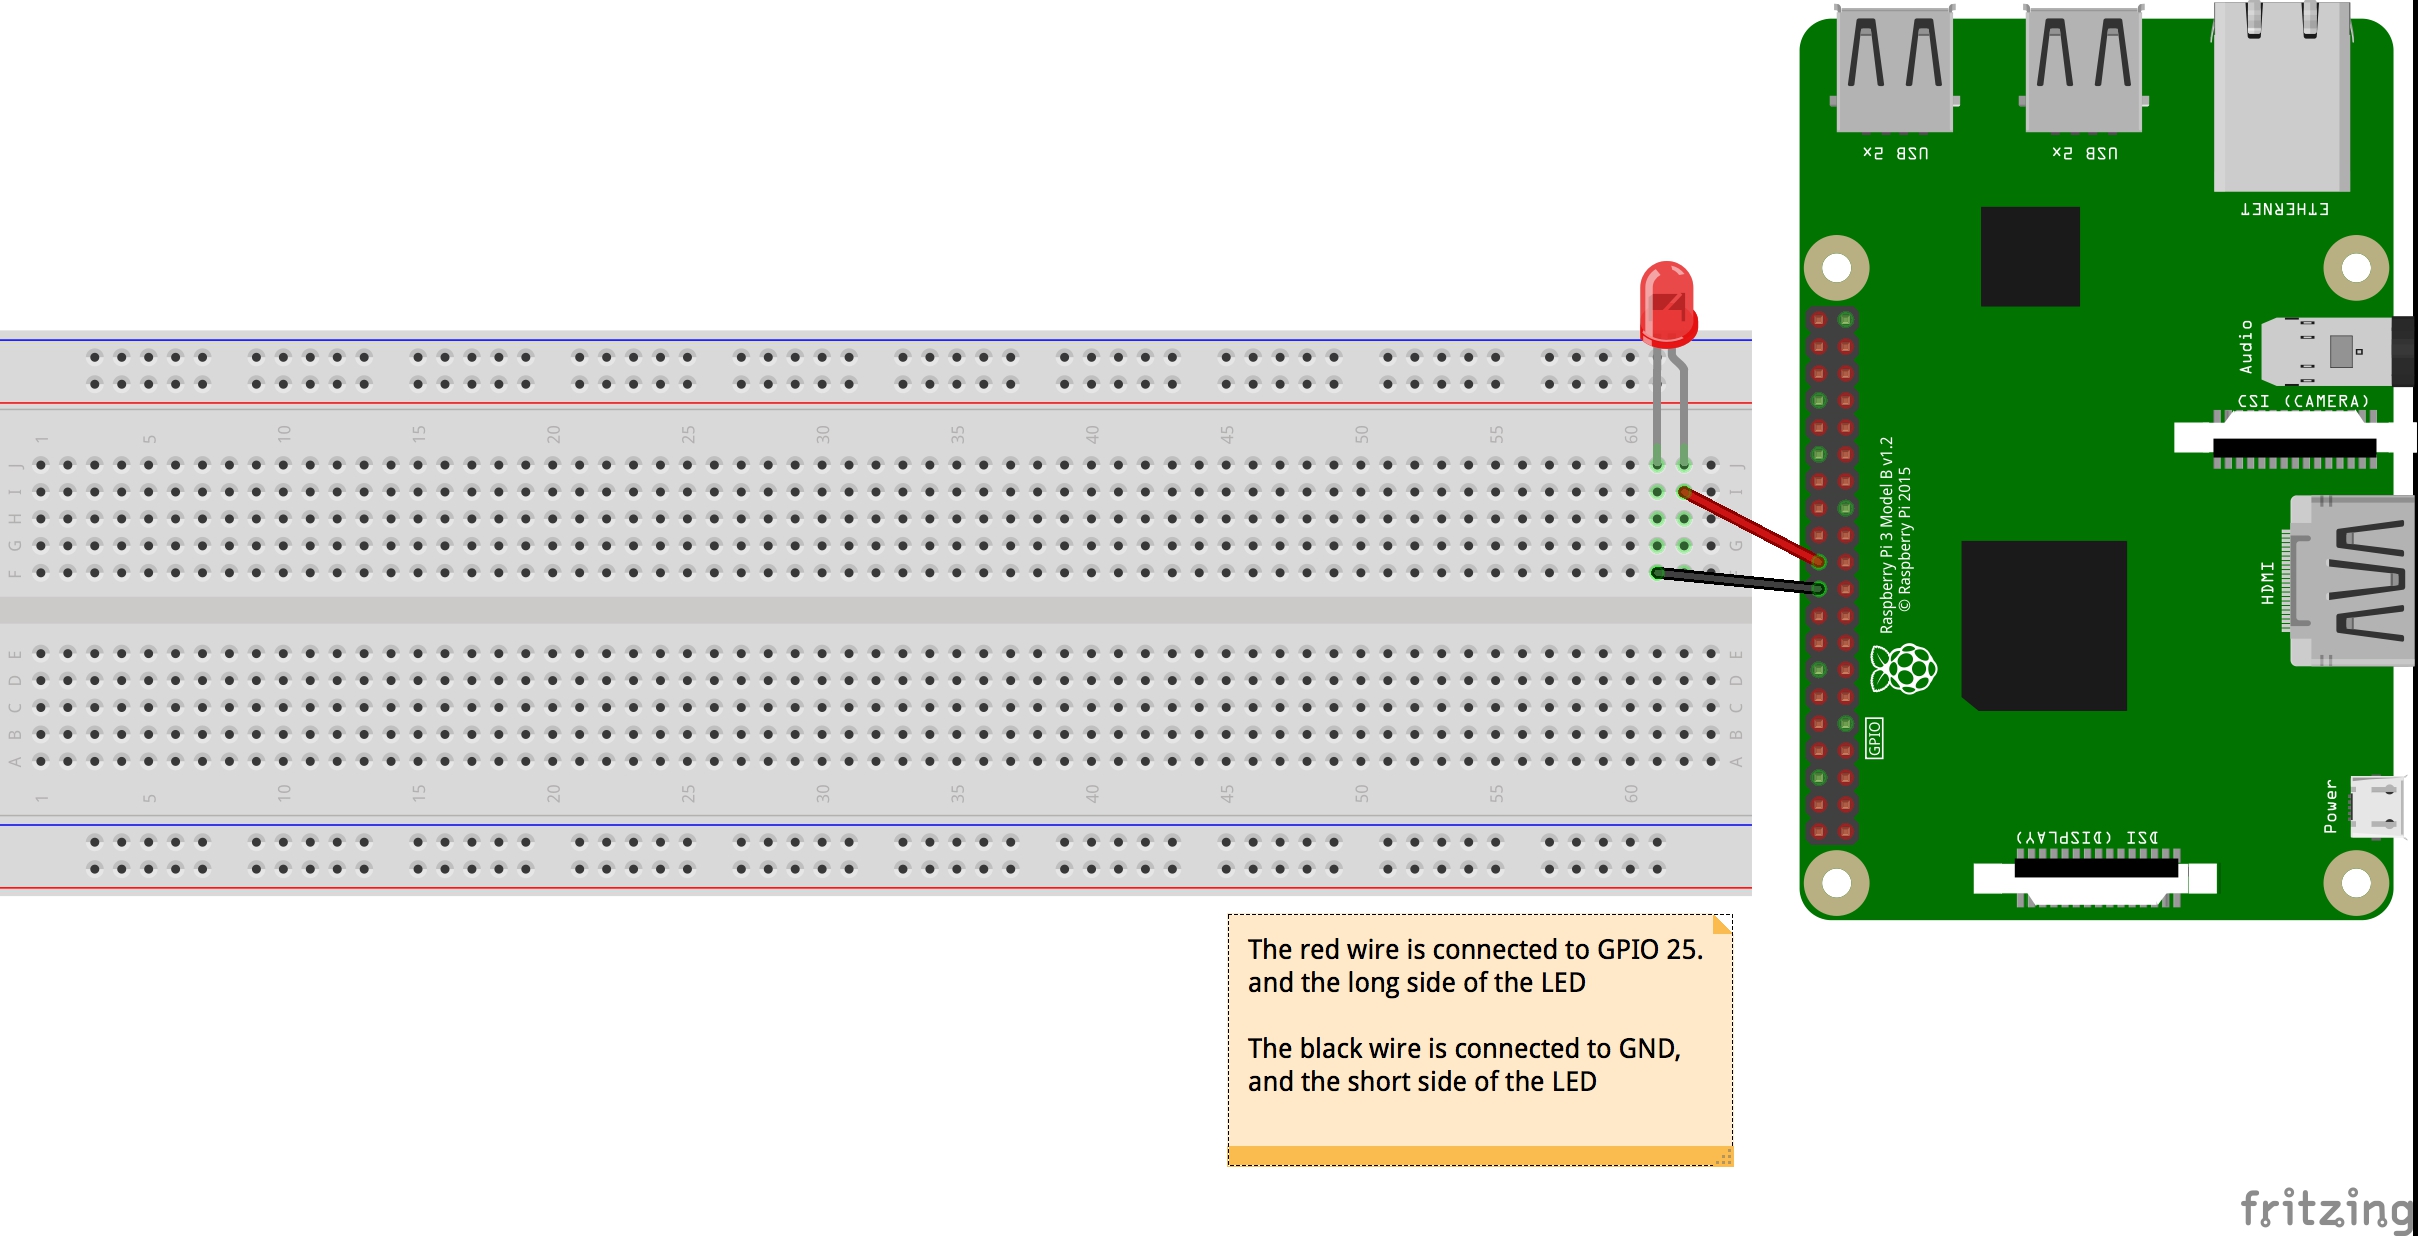 USB 2x
USB 2x
ETHERNET
Audio
CSI (CAMERA)
1 5 10 15 20 25 30 35 40 45 50 55 60
J J
I I
H
G G
F
Raspberry Pi 3 Model B v1.2
© Raspberry Pi 2015
HDMI
E E
D D
C C
B B
A A
GPIO
1 5 10 15 20 25 30 35 40 45 50 55 60
Power
DSI (DISPLAY)
The red wire is connected to GPIO 25.
and the long side of the LED
The black wire is connected to GND,
and the short side of the LED
fritzing